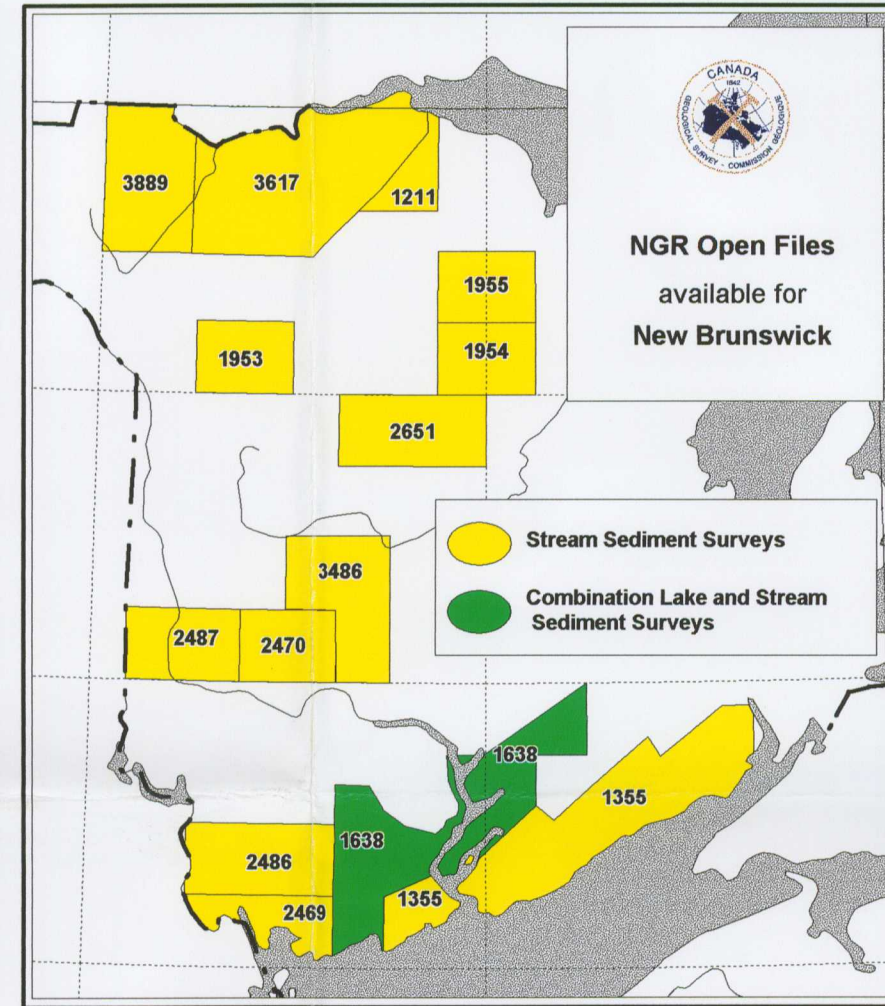 CANADA
1842
GEOLOGICAL SURVEY - COMMISSION GÉOLOGIQUE
NGR Open Files
available for
New Brunswick
3889
3617
1211
1955
1953
1954
2651
Stream Sediment Surveys
Combination Lake and Stream
Sediment Surveys
3486
2487
2470
1638
1355
1638
2486
1355
2469